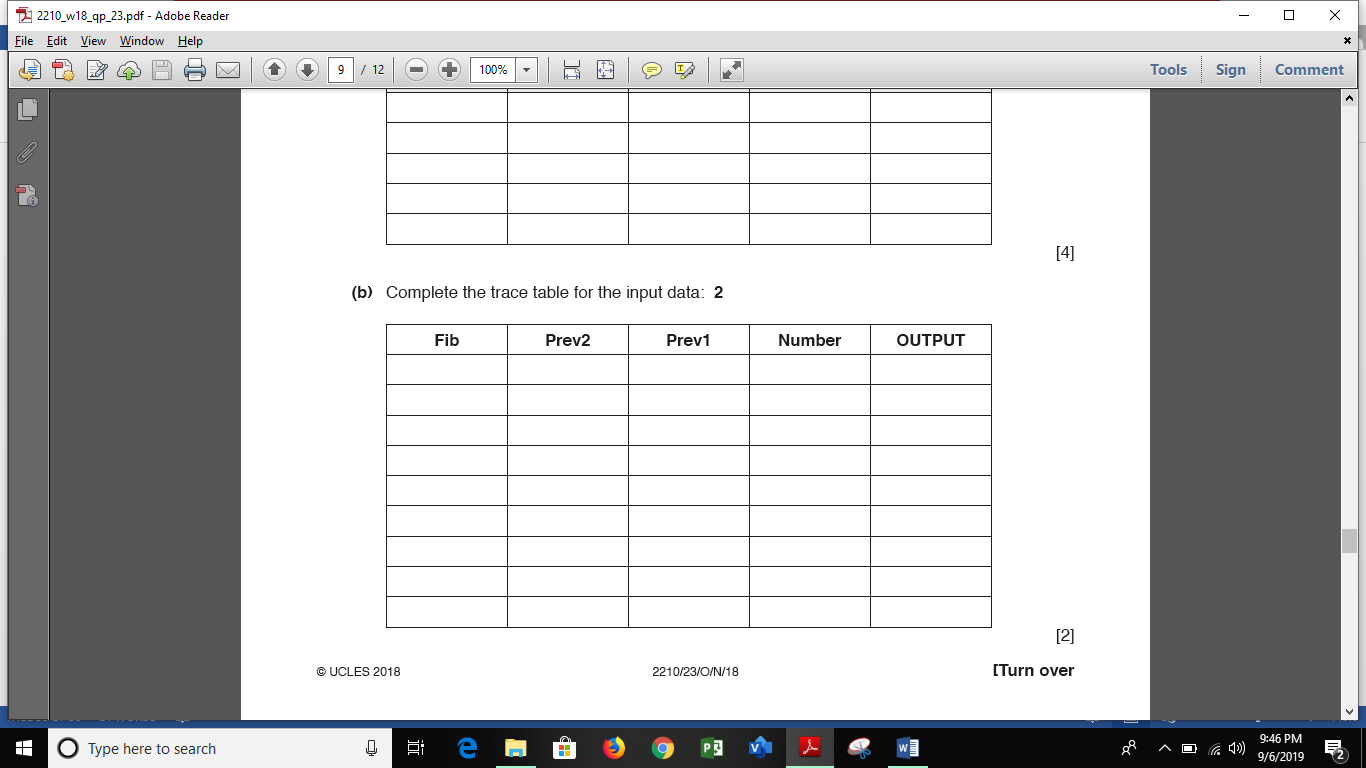 2210_w18_qp_23.pdf - Adobe Reader
File Edit View Window Help
9 / 12 100% Tools Sign Comment
[4]
(b) Complete the trace table for the input data: 2
Fib Prev2 Prev1 Number OUTPUT
[2]
© UCLES 2018 2210/23/O/N/18 [Turn over
Type here to search
9:46 PM
9/6/2019
2